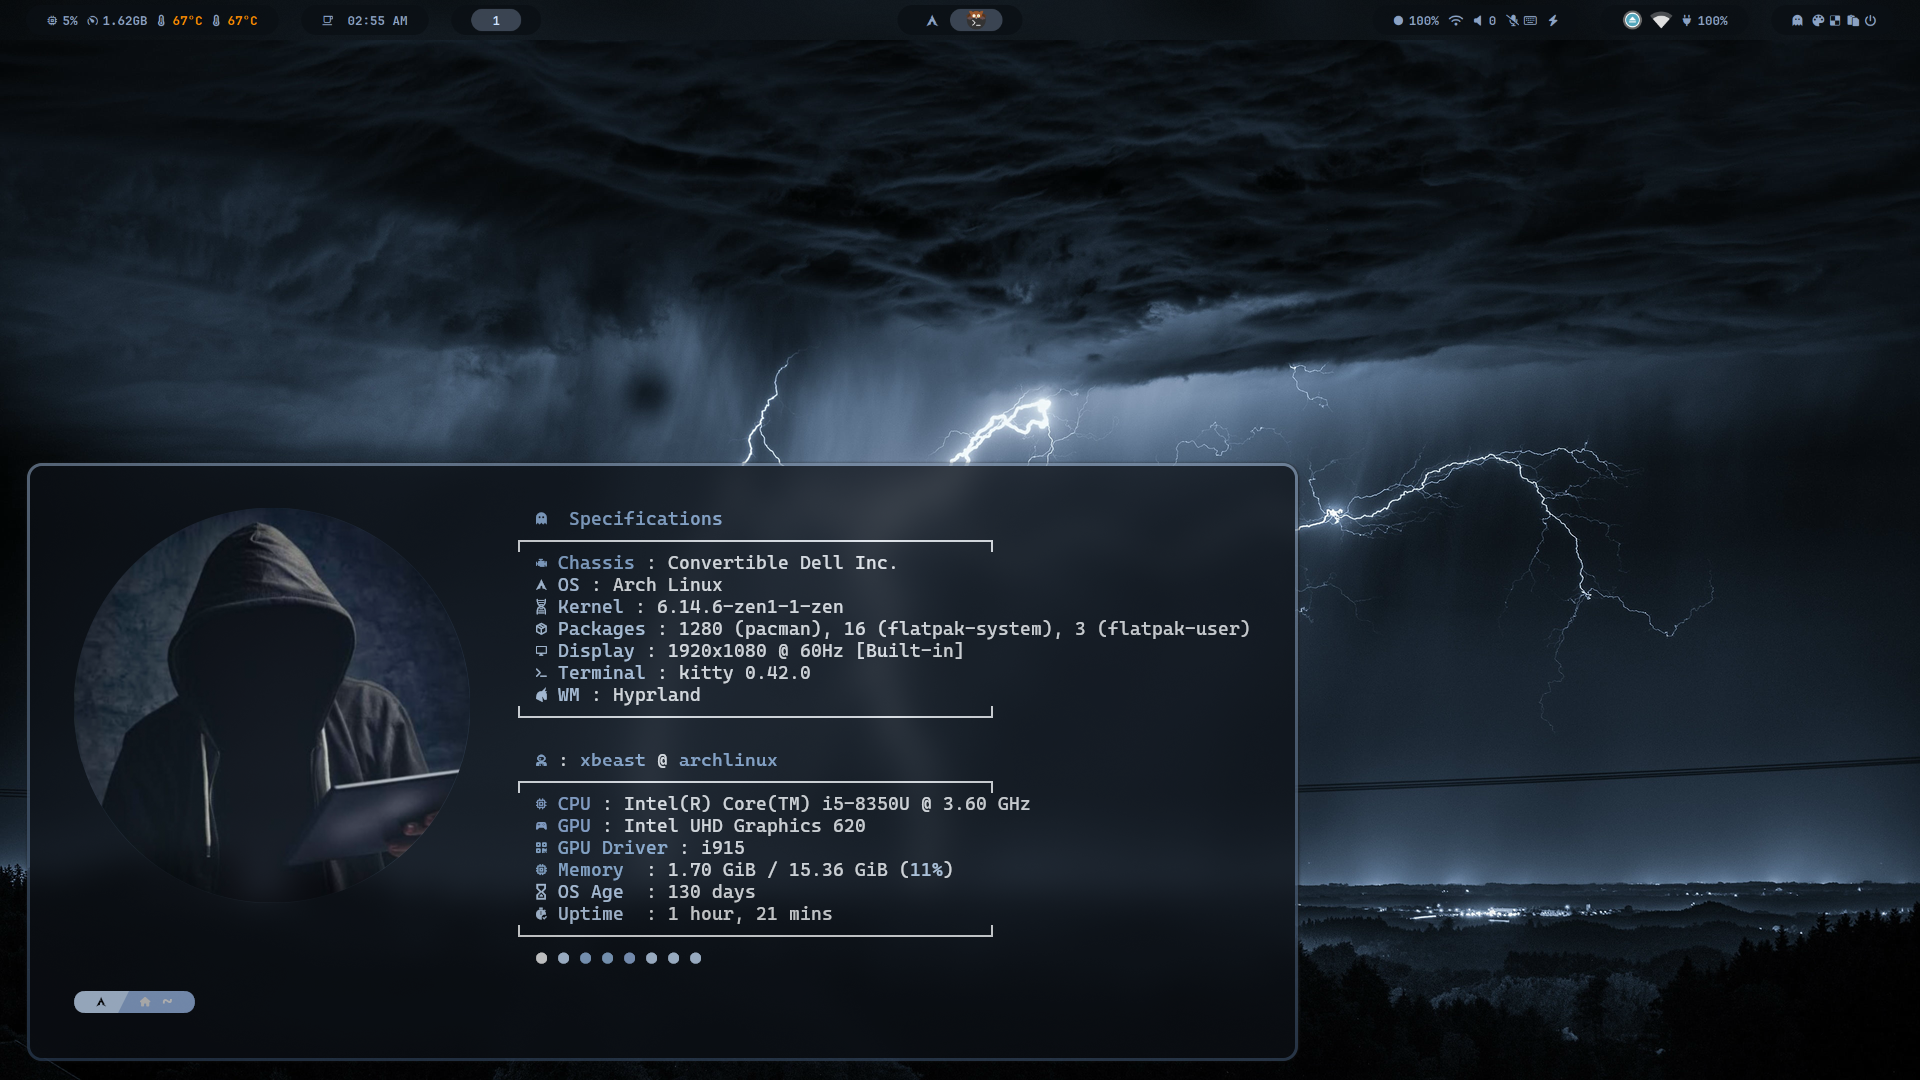 5% 1.62GB 67°C 67°C
02:55 AM
1
100% 0
100%
Specifications
Chassis : Convertible Dell Inc.
OS : Arch Linux
Kernel : 6.14.6-zen1-1-zen
Packages : 1280 (pacman), 16 (flatpak-system), 3 (flatpak-user)
Display : 1920x1080 @ 60Hz [Built-in]
Terminal : kitty 0.42.0
WM : Hyprland
: xbeast @ archlinux
CPU : Intel(R) Core(TM) i5-8350U @ 3.60 GHz
GPU : Intel UHD Graphics 620
GPU Driver : i915
Memory : 1.70 GiB / 15.36 GiB (11%)
OS Age : 130 days
Uptime : 1 hour, 21 mins
~